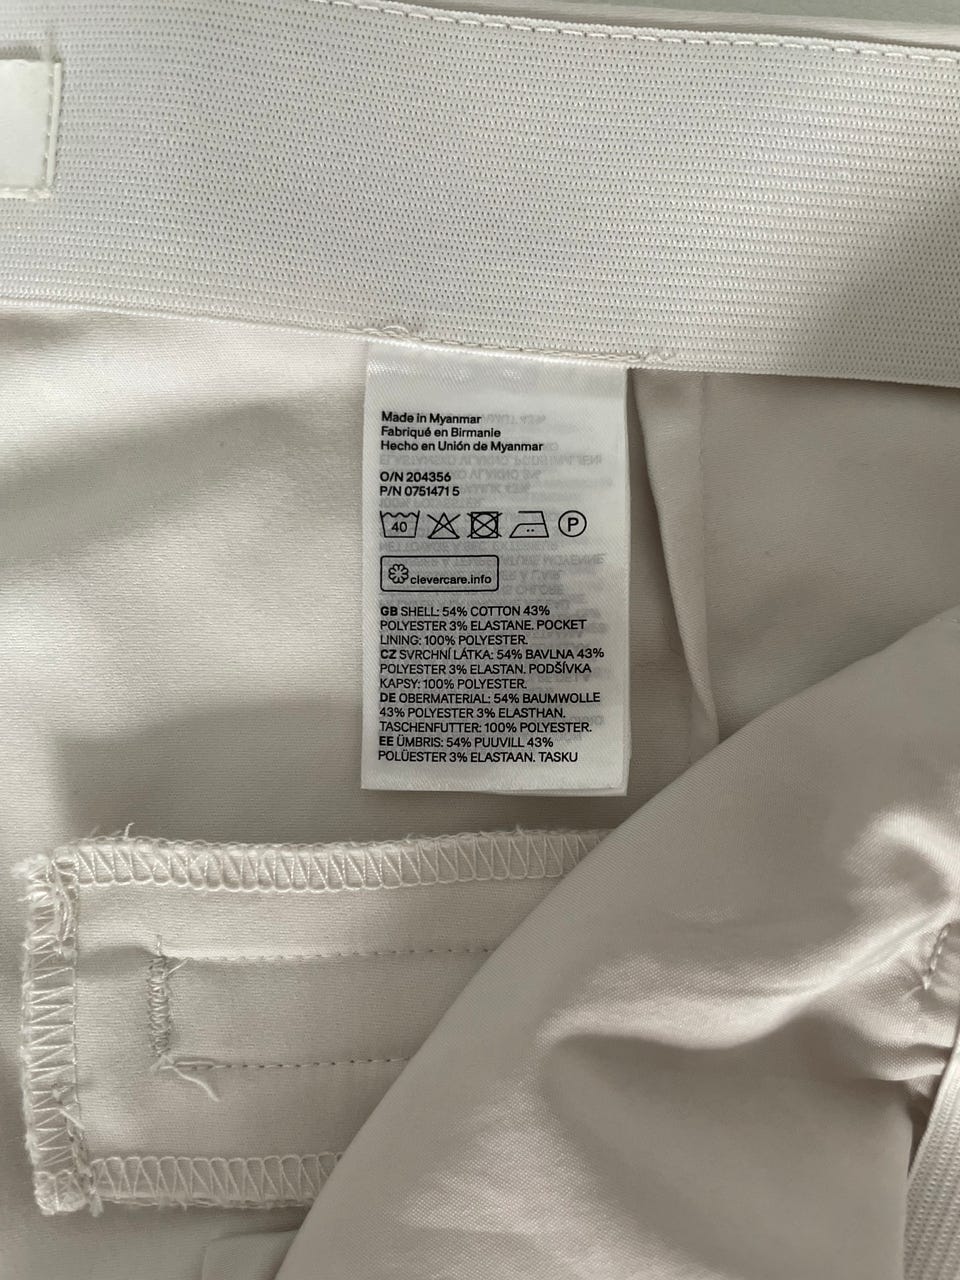 Made in Myanmar
Fabriqué en Birmanie
Hecho en Unión de Myanmar
O/N 204356
P/N 0751471 5
40
P
clevercare.info
GB SHELL: 54% COTTON 43%
POLYESTER 3% ELASTANE. POCKET
LINING: 100% POLYESTER.
CZ SVRCHNÍ LÁTKA: 54% BAVLNA 43%
POLYESTER 3% ELASTAN. PODŠÍVKA
KAPSY: 100% POLYESTER.
DE OBERMATERIAL: 54% BAUMWOLLE
43% POLYESTER 3% ELASTHAN.
TASCHENFUTTER: 100% POLYESTER.
EE ÜMBRIS: 54% PUUVILL 43%
POLÜESTER 3% ELASTAAN. TASKU